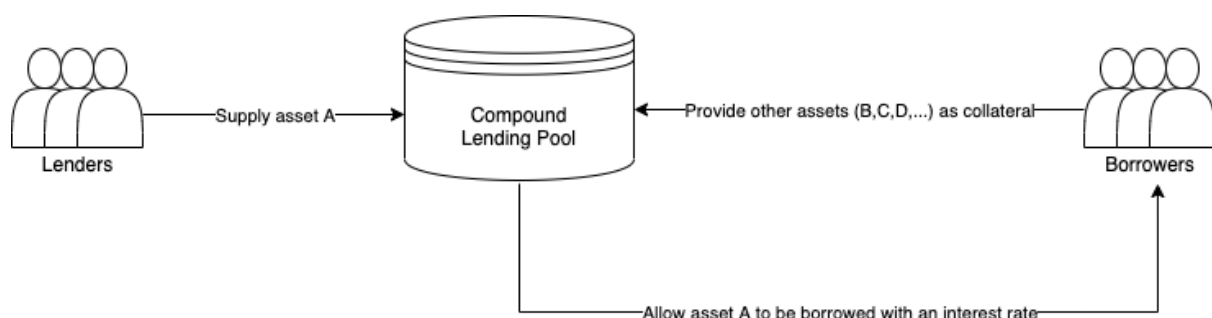 Supply asset A
Compound
Lending Pool
Provide other assets (B,C,D,...) as collateral
Lenders
Borrowers
Allow asset A to be borrowed with an interest rate